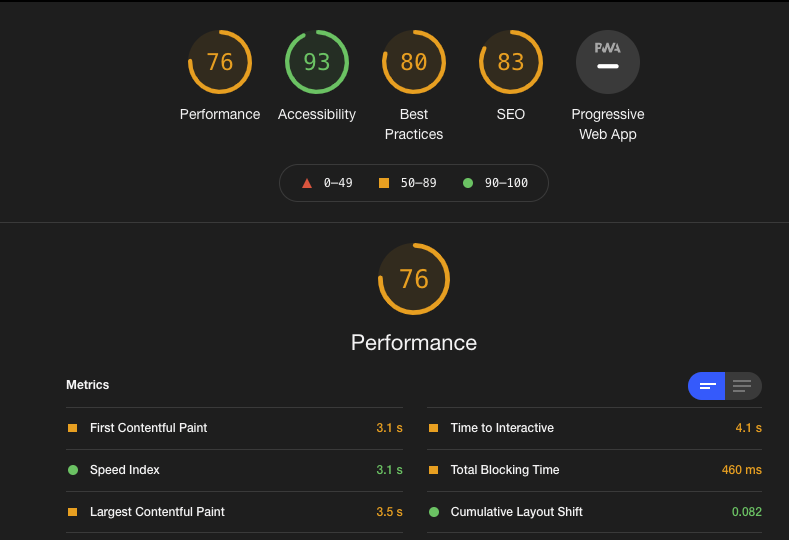 76 93 80 83 PWA
Performance Accessibility Best Practices SEO Progressive Web App
0–49 50–89 90–100
76
Performance
Metrics
First Contentful Paint 3.1 s
Time to Interactive 4.1 s
Speed Index 3.1 s
Total Blocking Time 460 ms
Largest Contentful Paint 3.5 s
Cumulative Layout Shift 0.082